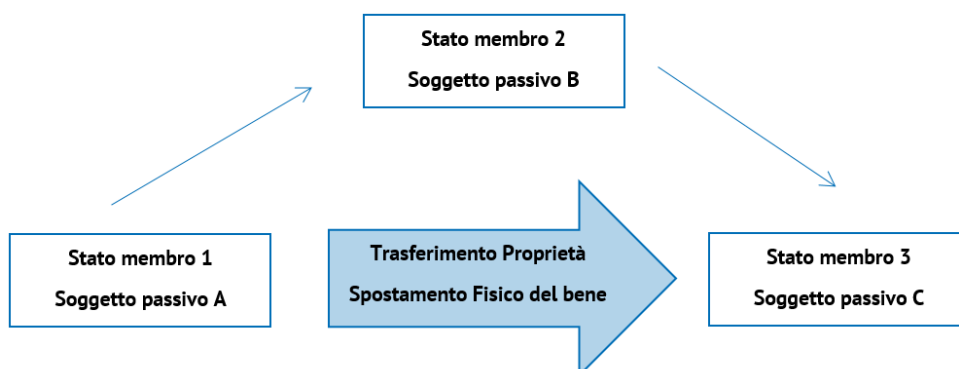 Stato membro 2
Soggetto passivo B
Stato membro 1
Soggetto passivo A
Trasferimento Proprietà
Spostamento Fisico del bene
Stato membro 3
Soggetto passivo C